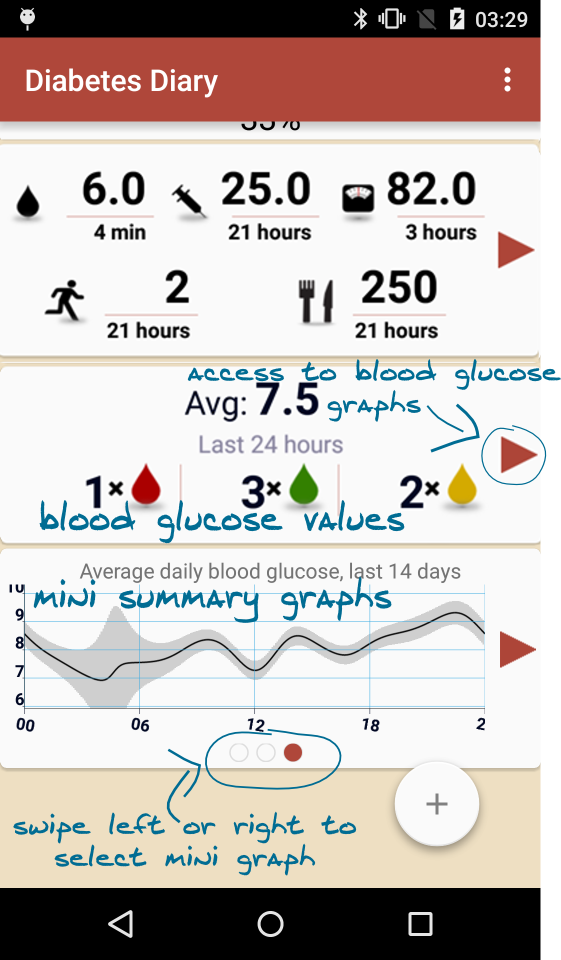 03:29
Diabetes Diary
6.0 25.0 82.0
4 min 21 hours 3 hours
2 250
21 hours 21 hours
Access to blood glucose
Avg: 7.5 graphs
Last 24 hours
1× 3× 2×
blood glucose values
Average daily blood glucose, last 14 days
10
mini summary graphs
9
8
7
6
00 06 12 18 2
swipe left or right to
select mini graph
+